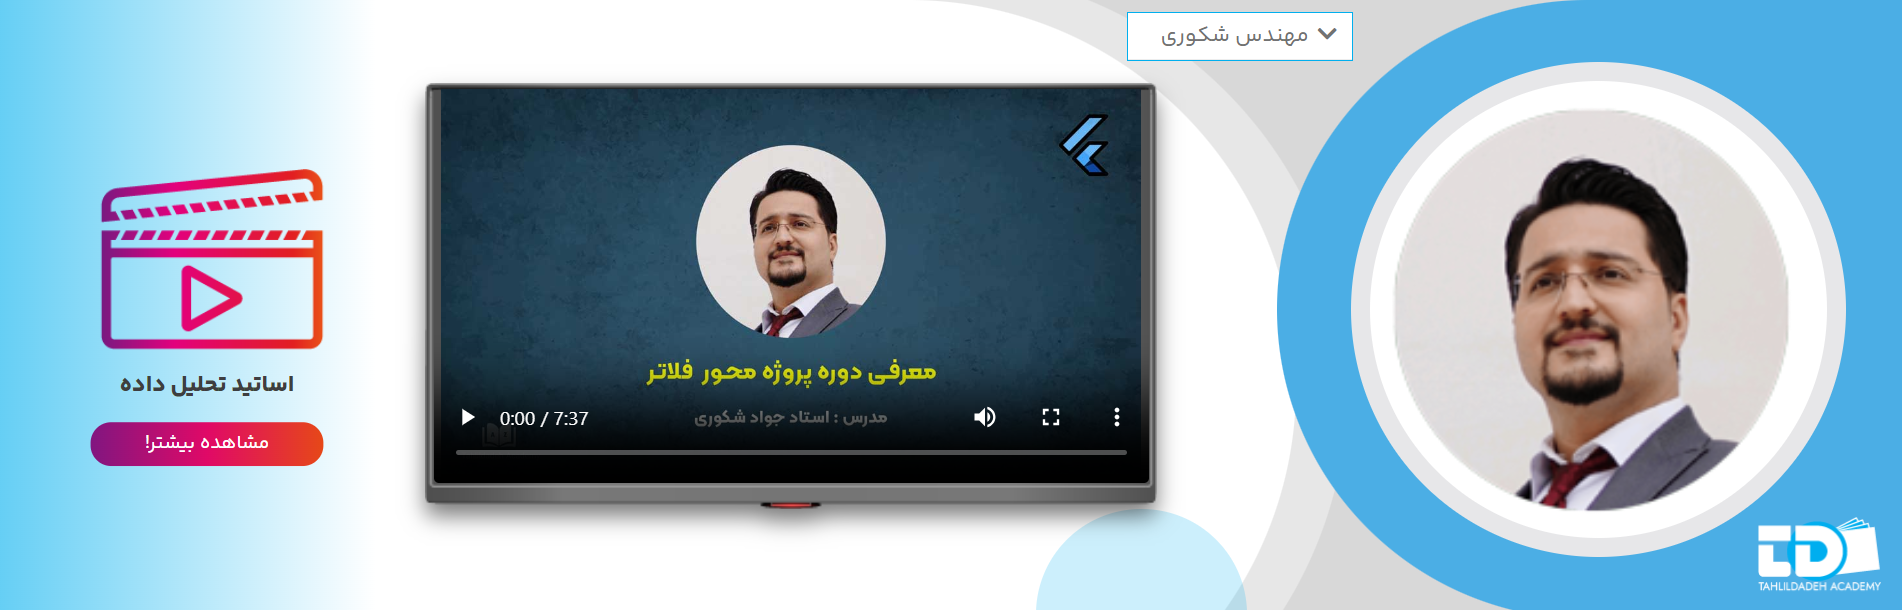 مهندس شکوری
معرفی دوره پروژه محور فلاتر
مدرس : استاد جواد شکوری
0:00 / 7:37
اساتید تحلیل داده
مشاهده بیشتر!
TD
TAHLILDADEH ACADEMY